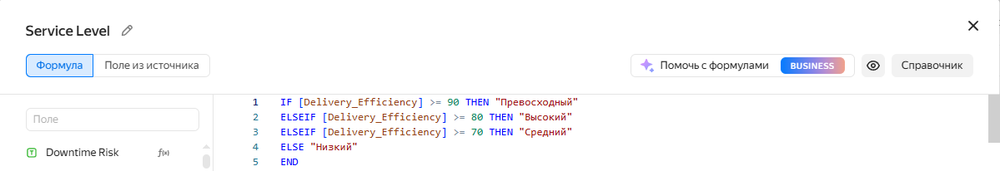 Service Level
Формула Поле из источника Помочь с формулами BUSINESS Справочник
Поле
Downtime Risk f(x)
1 IF [Delivery_Efficiency] >= 90 THEN "Превосходный"
2 ELSEIF [Delivery_Efficiency] >= 80 THEN "Высокий"
3 ELSEIF [Delivery_Efficiency] >= 70 THEN "Средний"
4 ELSE "Низкий"
5 END